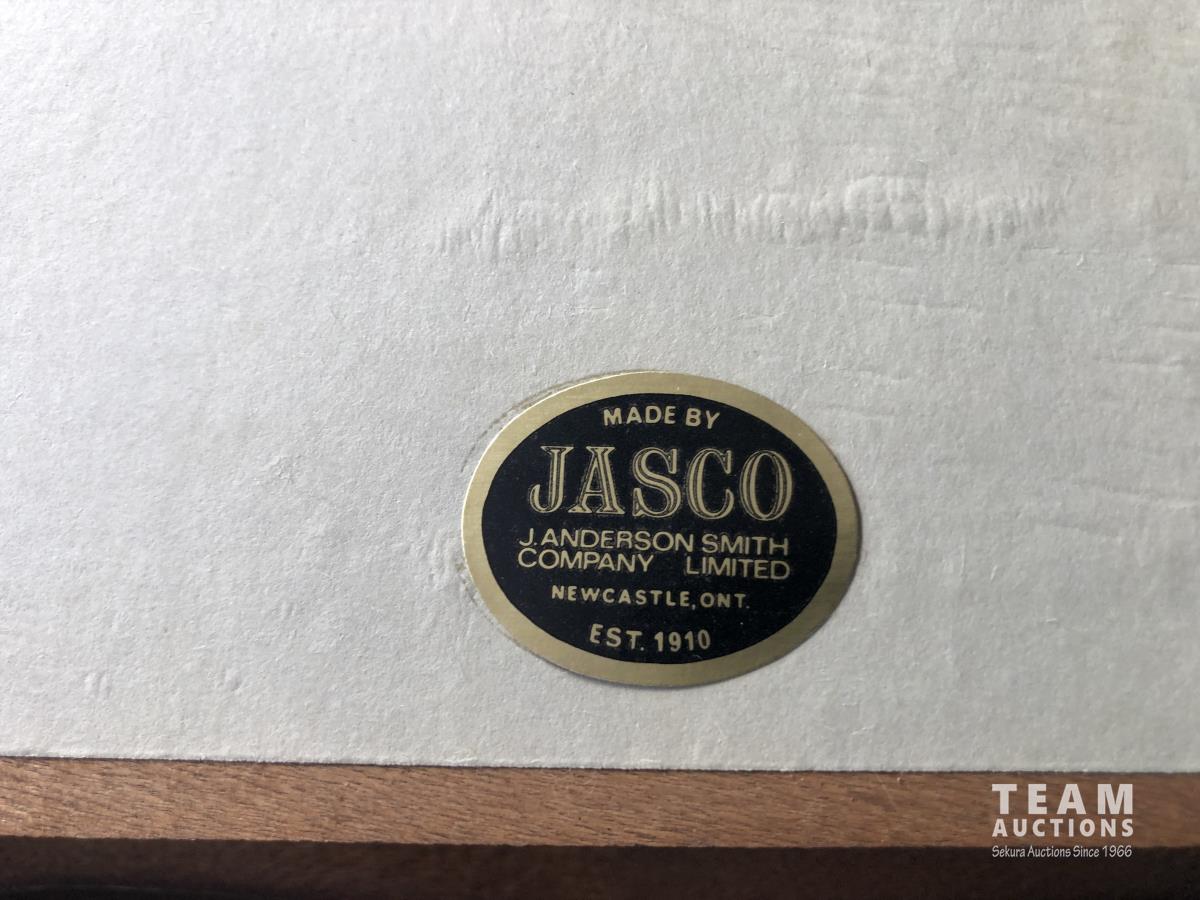 MADE BY
JASCO
J. ANDERSON SMITH
COMPANY LIMITED
NEWCASTLE, ONT.
EST. 1910
TEAM
AUCTIONS
Sekura Auctions Since 1966